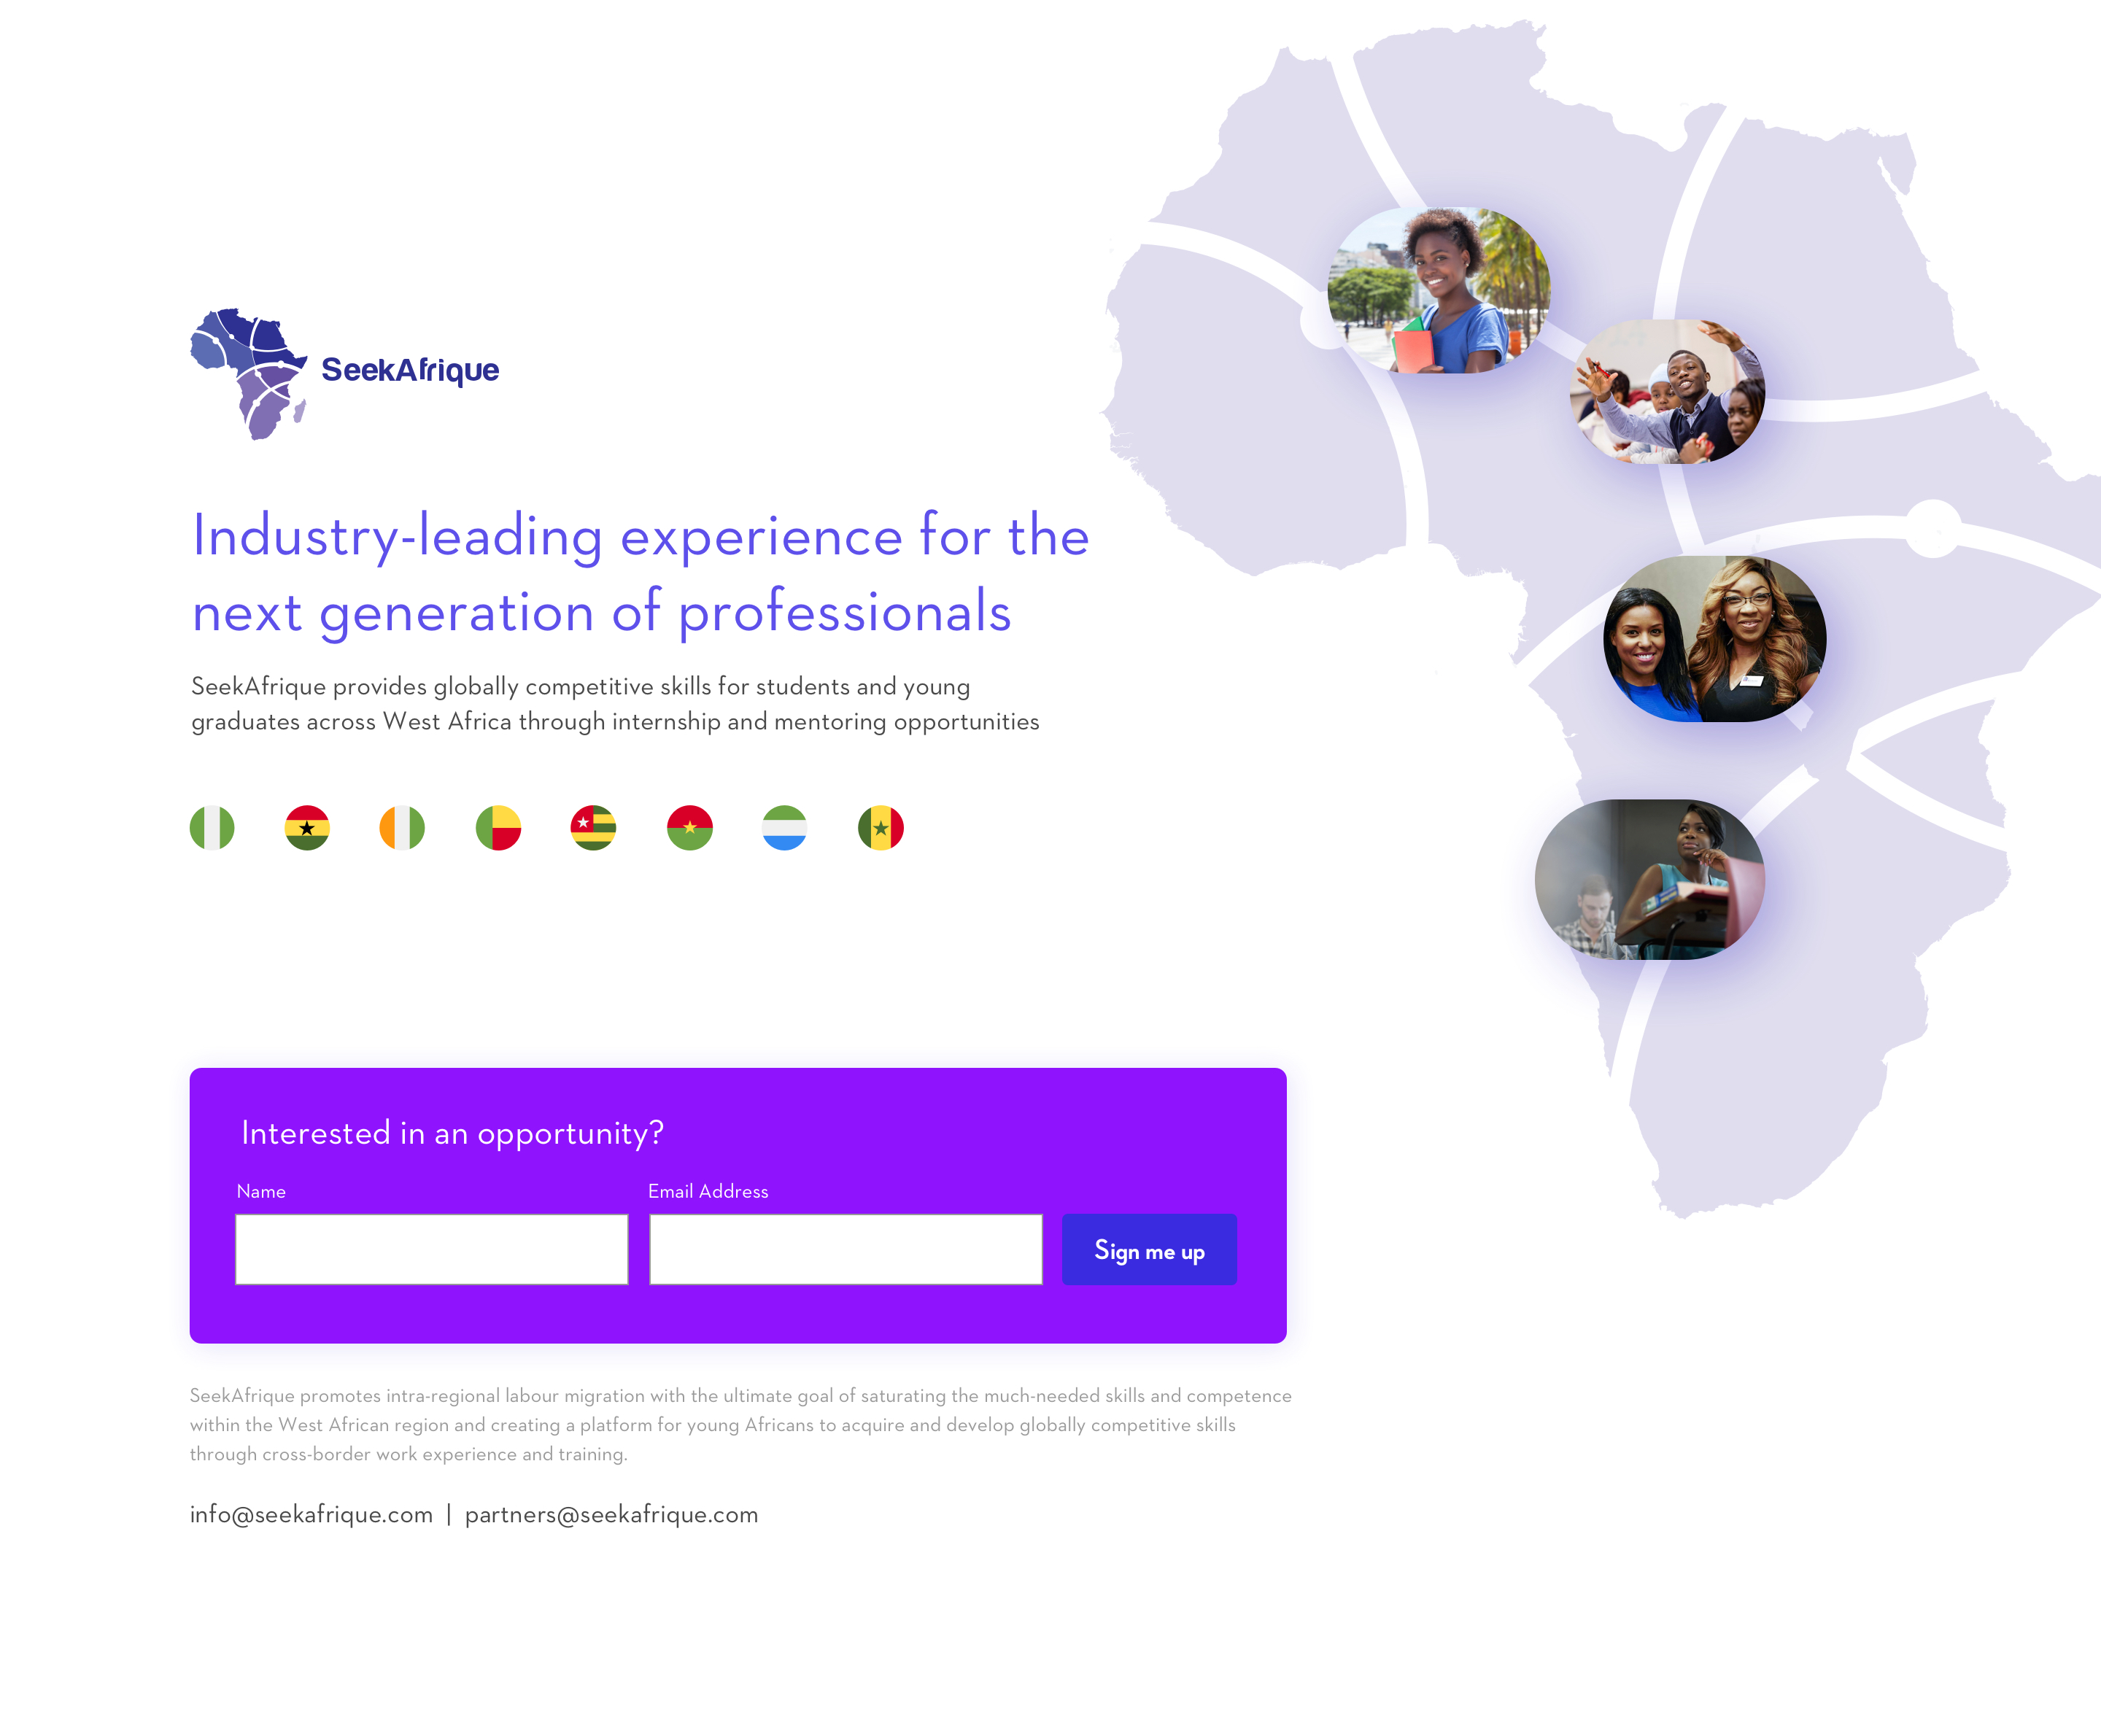 SeekAfrique
Industry-leading experience for the
next generation of professionals
SeekAfrique provides globally competitive skills for students and young
graduates across West Africa through internship and mentoring opportunities
Interested in an opportunity?
Name
Email Address
Sign me up
SeekAfrique promotes intra-regional labour migration with the ultimate goal of saturating the much-needed skills and competence
within the West African region and creating a platform for young Africans to acquire and develop globally competitive skills
through cross-border work experience and training.
info@seekafrique.com | partners@seekafrique.com